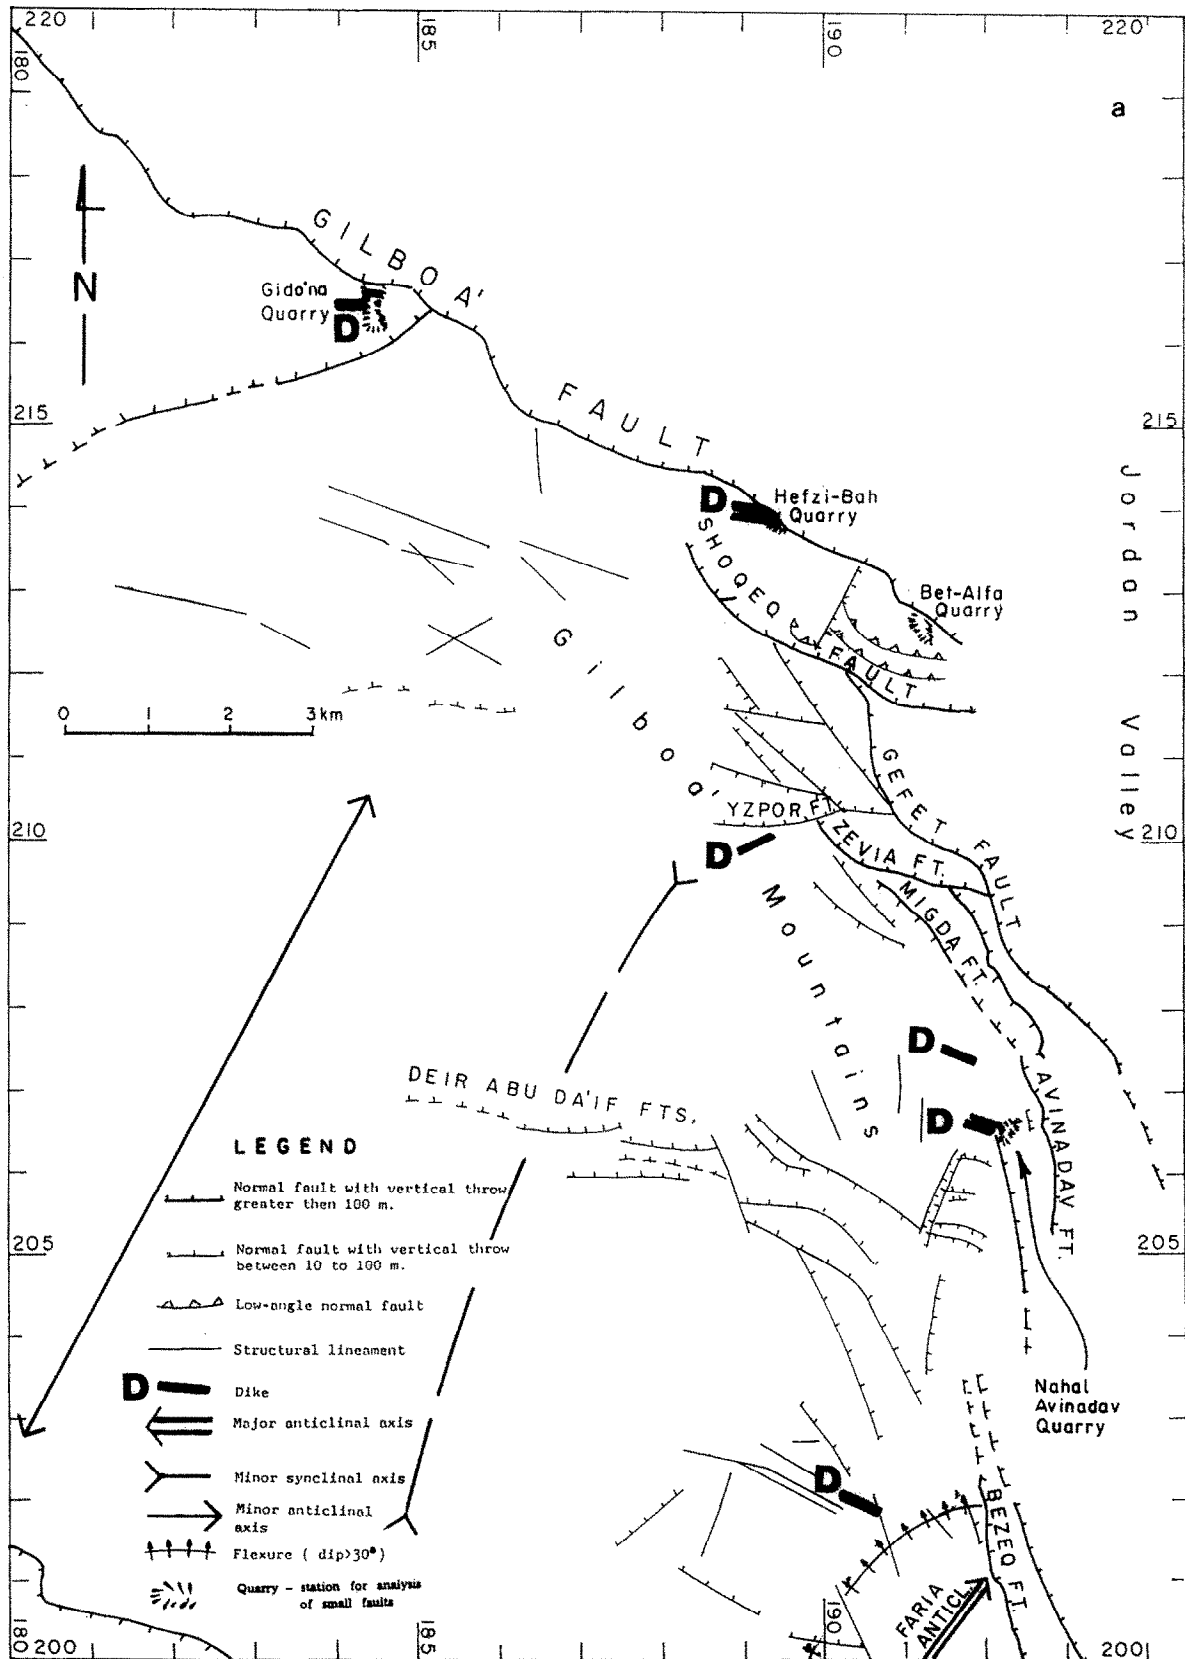 220
185
190
220
180
a
GILBOA'
N
Gido'na
Quarry
D
215
FAULT
215
Jordan Valley
D
Hefzi-Bah
Quarry
SHOQEQ
FAULT
Bet-Alfa
Quarry
Gilboa'
Mountains
0 1 2 3 km
GEFET FAULT
YZPOR FT.
ZEVIA FT.
210
210
D
MIGDA FT.
D
DEIR ABU DA'IF FTS.
AVINADAV FT.
D
LEGEND
Normal fault with vertical throw
greater then 100 m.
205
205
Normal fault with vertical throw
between 10 to 100 m.
Low-angle normal fault
Structural lineament
D
Dike
Major anticlinal axis
Nahal
Avinadav
Quarry
Minor synclinal axis
D
Minor anticlinal
axis
BEZEQ FT.
Flexure ( dip>30°)
Quarry - station for analysis
of small faults
FARIA
ANTICL.
180
200
185
190
200